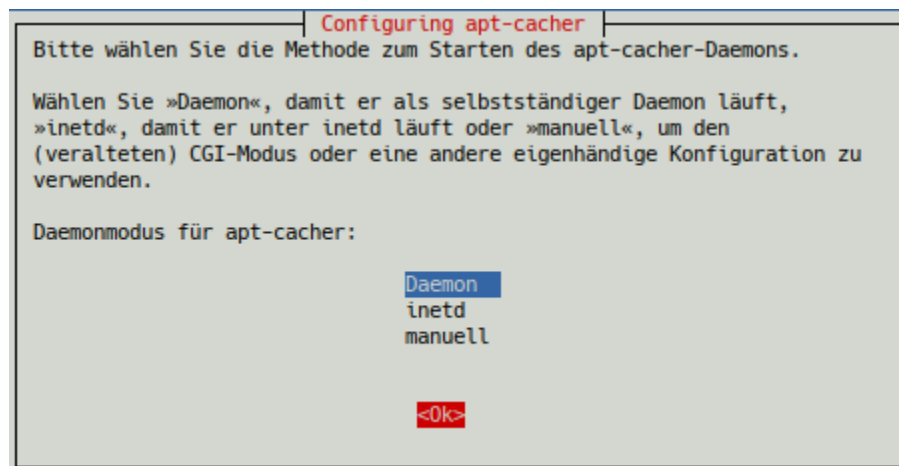 Configuring apt-cacher
Bitte wählen Sie die Methode zum Starten des apt-cacher-Daemons.
Wählen Sie »Daemon«, damit er als selbstständiger Daemon läuft,
»inetd«, damit er unter inetd läuft oder »manuell«, um den
(veralteten) CGI-Modus oder eine andere eigenhändige Konfiguration zu
verwenden.
Daemonmodus für apt-cacher:
Daemon
inetd
manuell
<Ok>